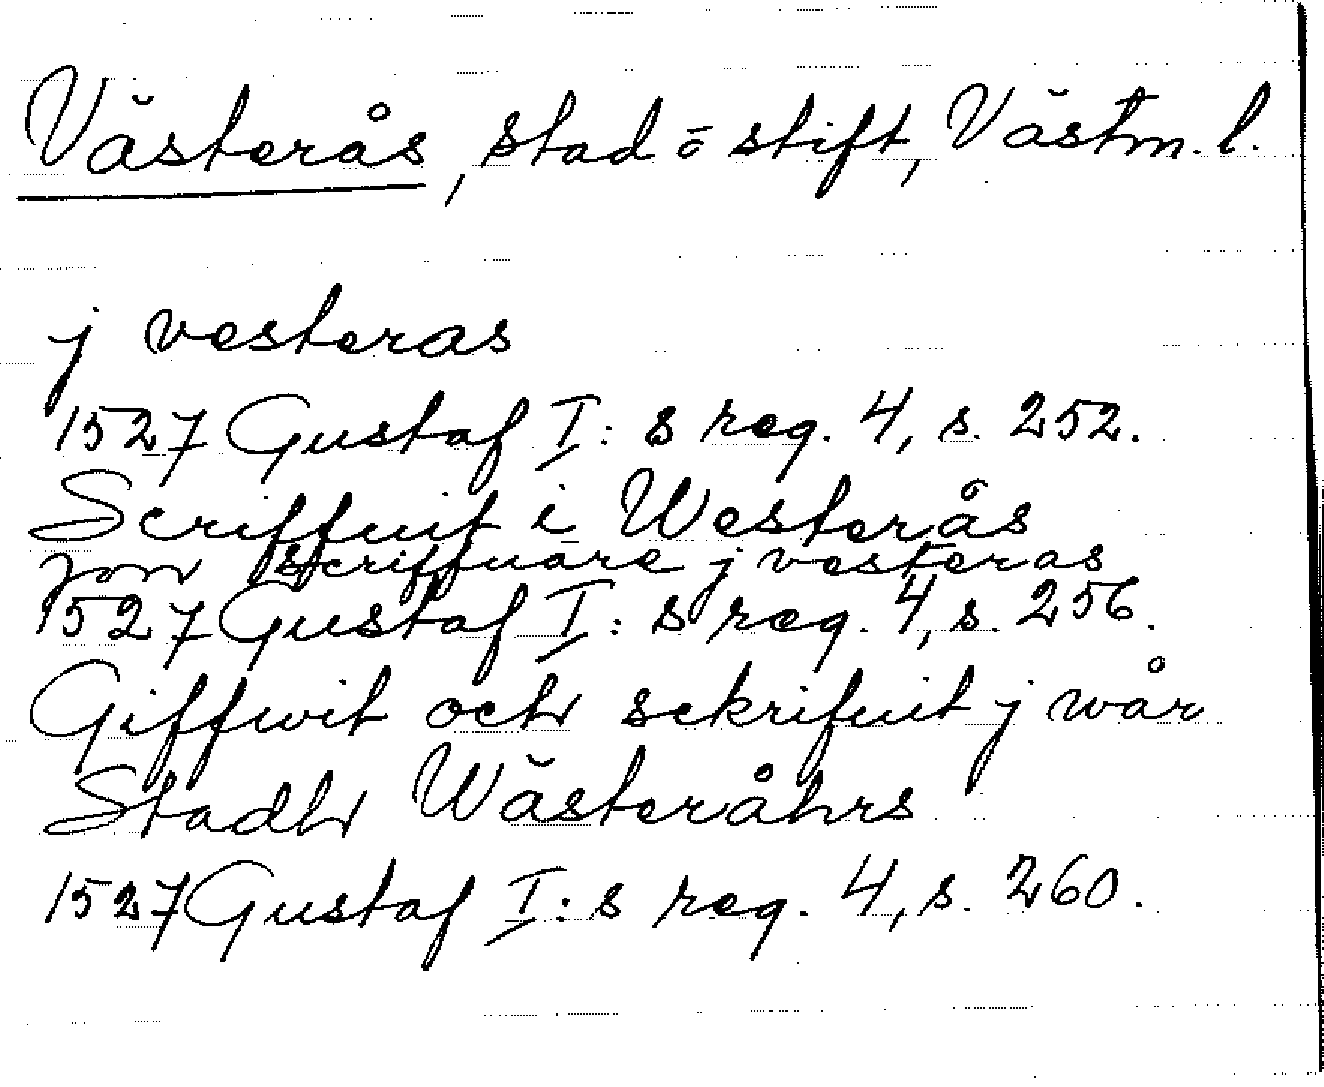 Västerås, stad o stift, Västm. l.
j vesteras
1527 Gustaf I:s reg. 4, s. 252.
Scriffuit i Westerås
jon scriffuare j vesteras
1527 Gustaf I:s reg. 4, s. 256.
Giffwit och sckrifuit j wår
Stadh Wästeråhrs
1527 Gustaf I:s reg. 4, s. 260.